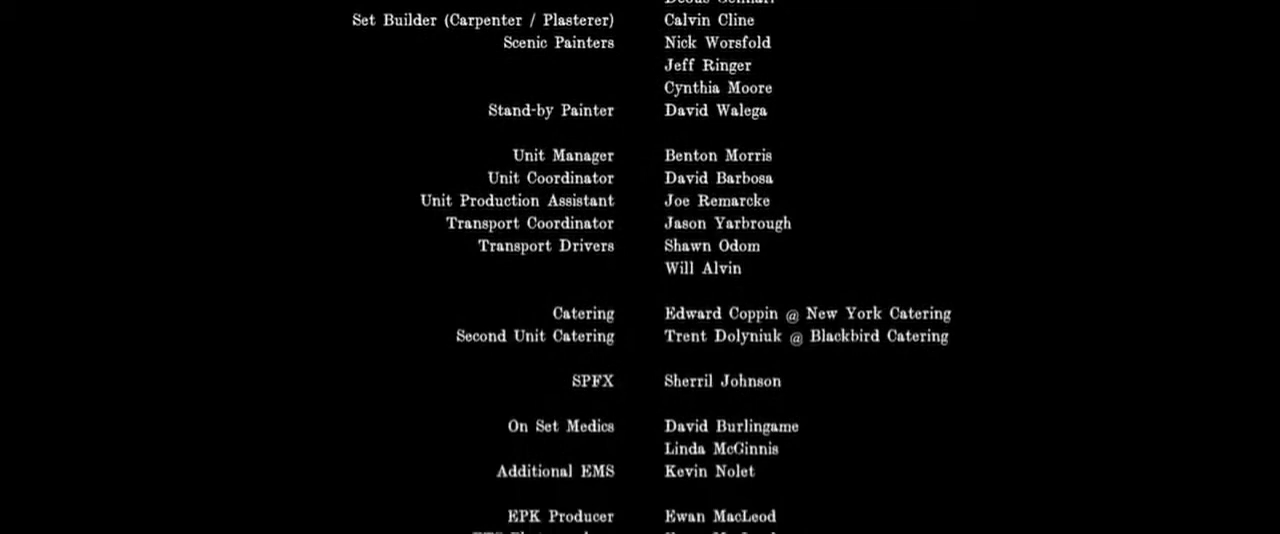 Set Builder (Carpenter / Plasterer) Calvin Cline
Scenic Painters Nick Worsfold
Jeff Ringer
Cynthia Moore
Stand-by Painter David Walega
Unit Manager Benton Morris
Unit Coordinator David Barbosa
Unit Production Assistant Joe Remarcke
Transport Coordinator Jason Yarbrough
Transport Drivers Shawn Odom
Will Alvin
Catering Edward Coppin @ New York Catering
Second Unit Catering Trent Dolyniuk @ Blackbird Catering
SPFX Sherril Johnson
On Set Medics David Burlingame
Linda McGinnis
Additional EMS Kevin Nolet
EPK Producer Ewan MacLeod